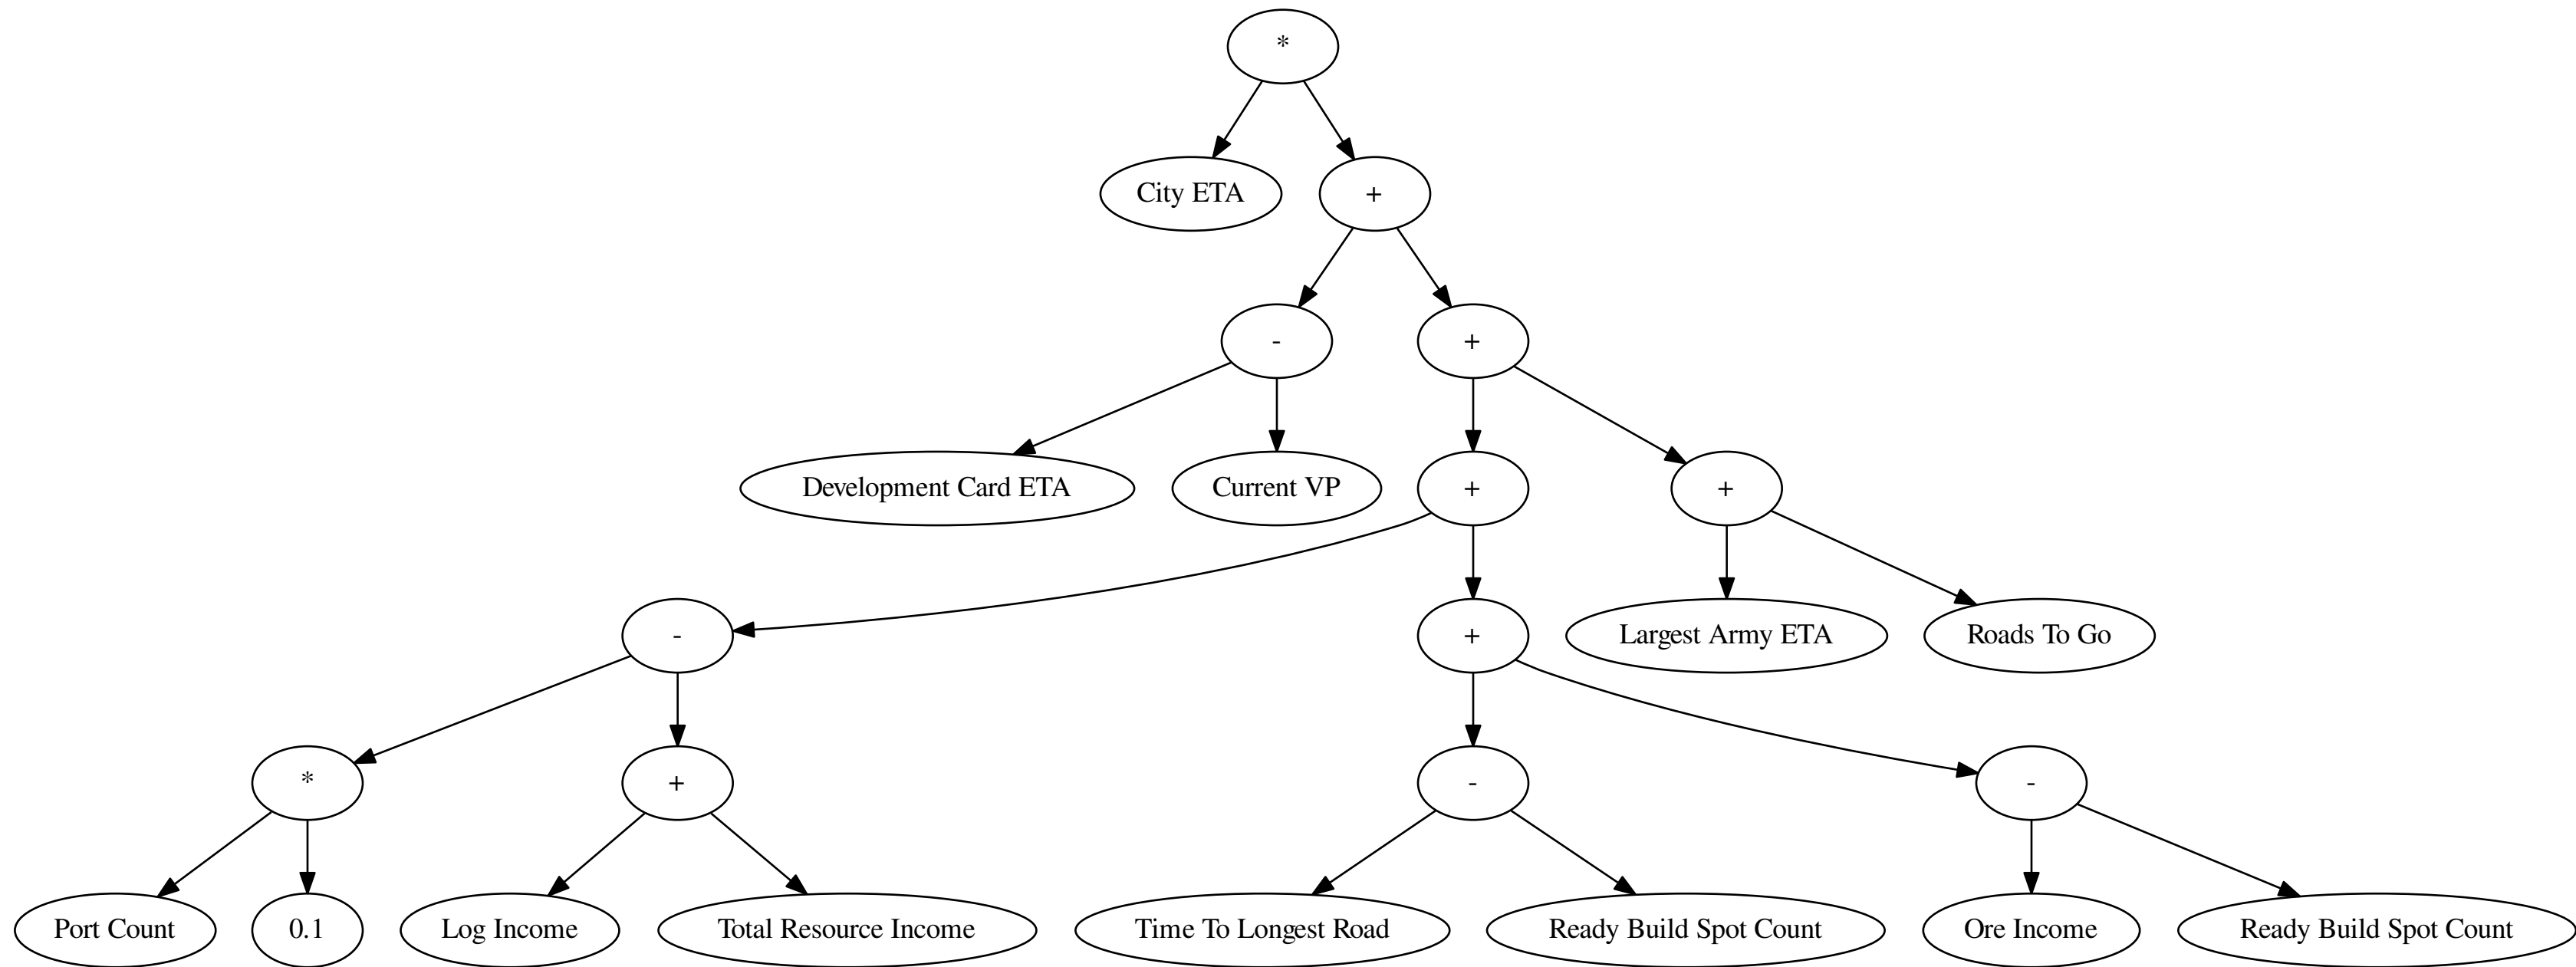 *
City ETA
+
-
+
Development Card ETA
Current VP
+
+
-
+
Largest Army ETA
Roads To Go
*
+
-
-
Port Count
0.1
Log Income
Total Resource Income
Time To Longest Road
Ready Build Spot Count
Ore Income
Ready Build Spot Count